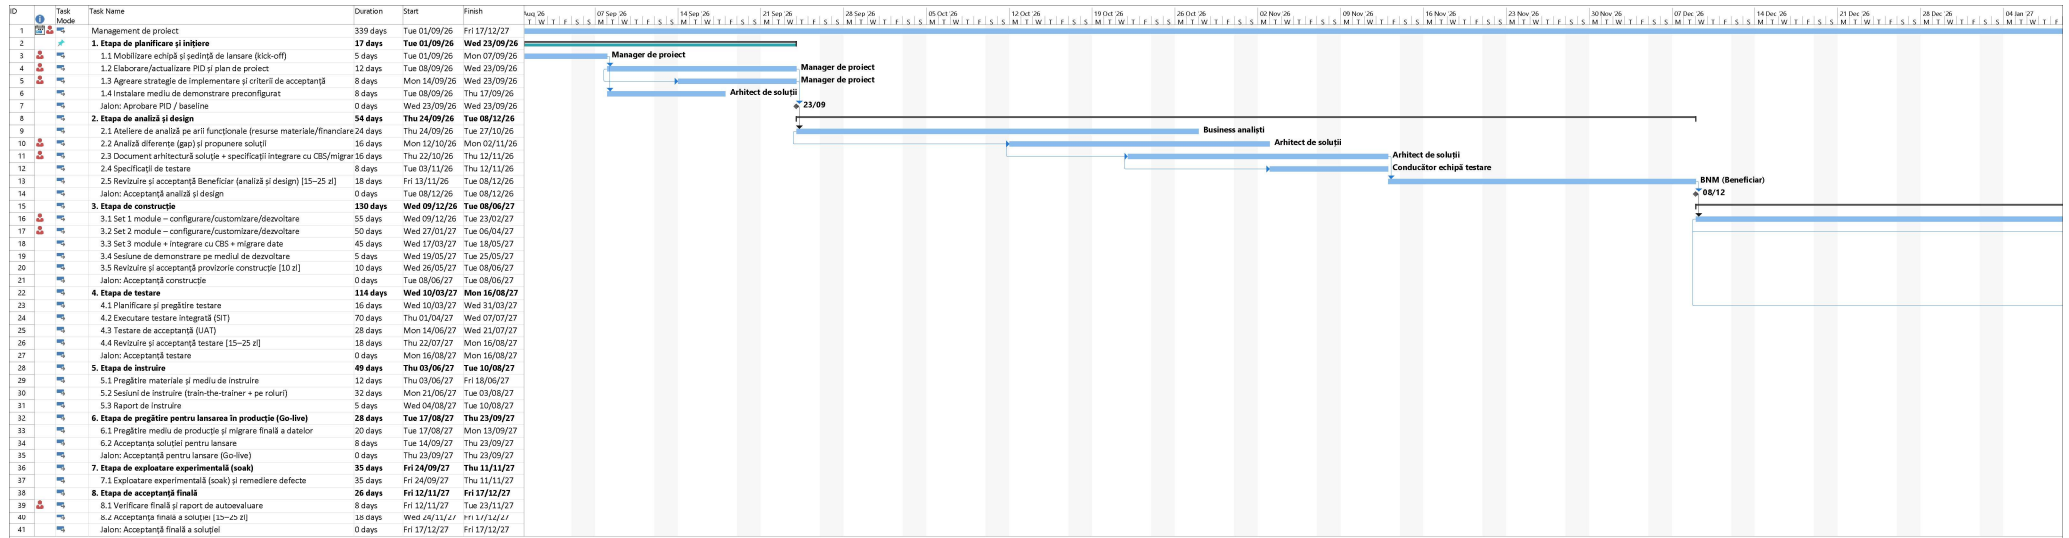 ID Task Mode Task Name Duration Start Finish
Aug '26 07 Sep '26 14 Sep '26 21 Sep '26 28 Sep '26 05 Oct '26 12 Oct '26 19 Oct '26 26 Oct '26 02 Nov '26 09 Nov '26 16 Nov '26 23 Nov '26 30 Nov '26 07 Dec '26 14 Dec '26 21 Dec '26 28 Dec '26 04 Jan '27
1 Management de proiect 339 days Tue 01/09/26 Fri 17/12/27
2 1. Etapa de planificare și inițiere 17 days Tue 01/09/26 Wed 23/09/26
3 1.1 Mobilizare echipă și ședință de lansare (kick-off) 5 days Tue 01/09/26 Mon 07/09/26 Manager de proiect
4 1.2 Elaborare/actualizare PID și plan de proiect 12 days Tue 08/09/26 Wed 23/09/26 Manager de proiect
5 1.3 Agreare strategie de implementare și criterii de acceptanță 8 days Mon 14/09/26 Wed 23/09/26 Manager de proiect
6 1.4 Instalare mediu de demonstrare preconfigurat 8 days Tue 08/09/26 Thu 17/09/26 Arhitect de soluții
7 Jalon: Aprobare PID / baseline 0 days Wed 23/09/26 Wed 23/09/26 23/09
8 2. Etapa de analiză și design 54 days Thu 24/09/26 Tue 08/12/26
9 2.1 Ateliere de analiză pe arii funcționale (resurse materiale/financiare 24 days Thu 24/09/26 Tue 27/10/26 Business analiști
10 2.2 Analiză diferențe (gap) și propunere soluții 16 days Mon 12/10/26 Mon 02/11/26 Arhitect de soluții
11 2.3 Document arhitectură soluție + specificații integrare cu CBS/migrar 16 days Thu 22/10/26 Thu 12/11/26 Arhitect de soluții
12 2.4 Specificații de testare 8 days Tue 03/11/26 Thu 12/11/26 Conducător echipă testare
13 2.5 Revizuire și acceptanță Beneficiar (analiză și design) [15–25 zl] 18 days Fri 13/11/26 Tue 08/12/26 BNM (Beneficiar)
14 Jalon: Acceptanță analiză și design 0 days Tue 08/12/26 Tue 08/12/26 08/12
15 3. Etapa de construcție 130 days Wed 09/12/26 Tue 08/06/27
16 3.1 Set 1 module – configurare/customizare/dezvoltare 55 days Wed 09/12/26 Tue 23/02/27
17 3.2 Set 2 module – configurare/customizare/dezvoltare 50 days Wed 27/01/27 Tue 06/04/27
18 3.3 Set 3 module + integrare cu CBS + migrare date 45 days Wed 17/03/27 Tue 18/05/27
19 3.4 Sesiune de demonstrare pe mediul de dezvoltare 5 days Wed 19/05/27 Tue 25/05/27
20 3.5 Revizuire și acceptanță provizorie construcție [10 zl] 10 days Wed 26/05/27 Tue 08/06/27
21 Jalon: Acceptanță construcție 0 days Tue 08/06/27 Tue 08/06/27
22 4. Etapa de testare 114 days Wed 10/03/27 Mon 16/08/27
23 4.1 Planificare și pregătire testare 16 days Wed 10/03/27 Wed 31/03/27
24 4.2 Executare testare integrată (SIT) 70 days Thu 01/04/27 Wed 07/07/27
25 4.3 Testare de acceptanță (UAT) 28 days Mon 14/06/27 Wed 21/07/27
26 4.4 Revizuire și acceptanță testare [15–25 zl] 18 days Thu 22/07/27 Mon 16/08/27
27 Jalon: Acceptanță testare 0 days Mon 16/08/27 Mon 16/08/27
28 5. Etapa de instruire 49 days Thu 03/06/27 Tue 10/08/27
29 5.1 Pregătire materiale și mediu de instruire 12 days Thu 03/06/27 Fri 18/06/27
30 5.2 Sesiuni de instruire (train-the-trainer + pe roluri) 32 days Mon 21/06/27 Tue 03/08/27
31 5.3 Raport de instruire 5 days Wed 04/08/27 Tue 10/08/27
32 6. Etapa de pregătire pentru lansarea în producție (Go-live) 28 days Tue 17/08/27 Thu 23/09/27
33 6.1 Pregătire mediu de producție și migrare finală a datelor 20 days Tue 17/08/27 Mon 13/09/27
34 6.2 Acceptanța soluției pentru lansare 8 days Tue 14/09/27 Thu 23/09/27
35 Jalon: Acceptanță pentru lansare (Go-live) 0 days Thu 23/09/27 Thu 23/09/27
36 7. Etapa de exploatare experimentală (soak) 35 days Fri 24/09/27 Thu 11/11/27
37 7.1 Exploatare experimentală (soak) și remediere defecte 35 days Fri 24/09/27 Thu 11/11/27
38 8. Etapa de acceptanță finală 26 days Fri 12/11/27 Fri 17/12/27
39 8.1 Verificare finală și raport de autoevaluare 8 days Fri 12/11/27 Tue 23/11/27
40 8.2 Acceptanța finală a soluției [15–25 zl] 18 days Wed 24/11/27 Fri 17/12/27
41 Jalon: Acceptanță finală a soluției 0 days Fri 17/12/27 Fri 17/12/27